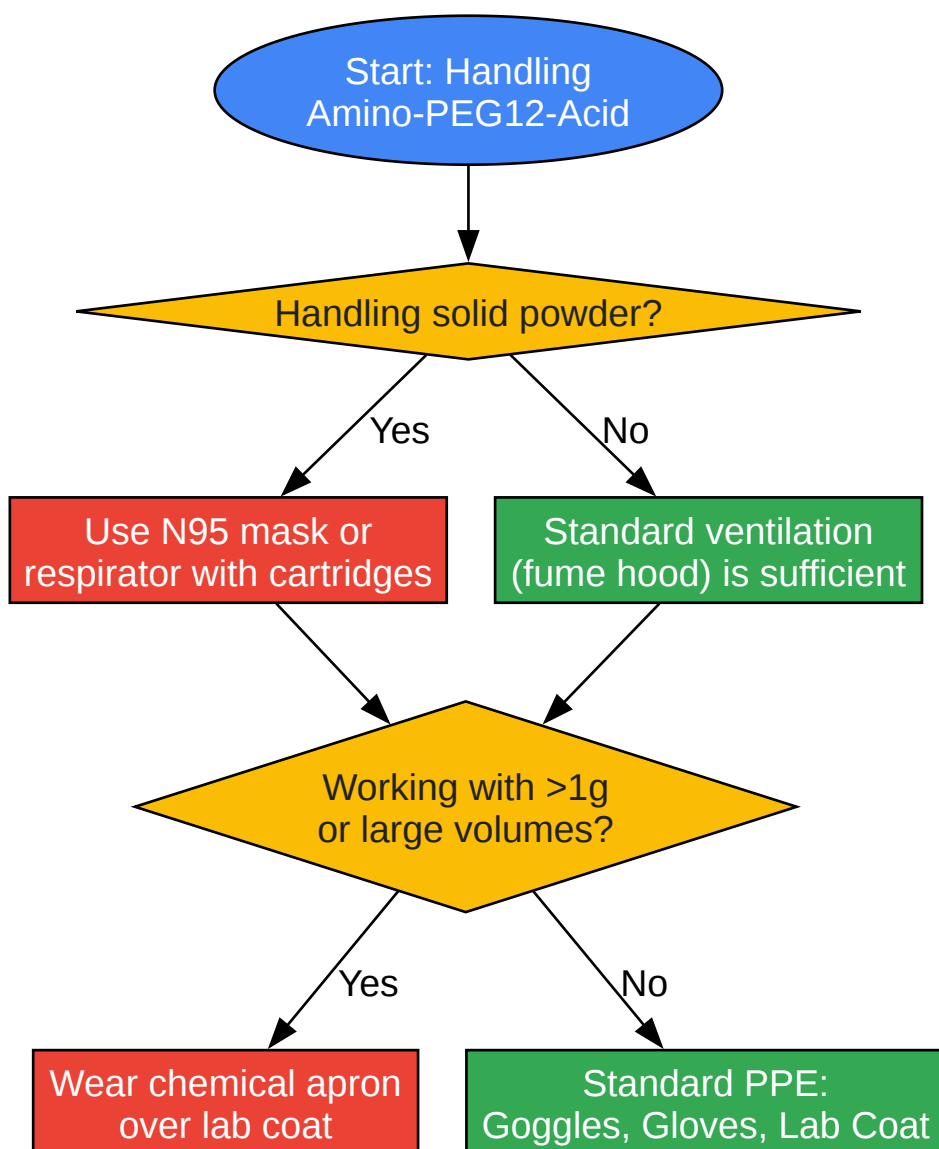 Start: Handling
Amino-PEG12-Acid
Handling solid powder?
Yes
No
Use N95 mask or
respirator with cartridges
Standard ventilation
(fume hood) is sufficient
Working with >1g
or large volumes?
Yes
No
Wear chemical apron
over lab coat
Standard PPE:
Goggles, Gloves, Lab Coat